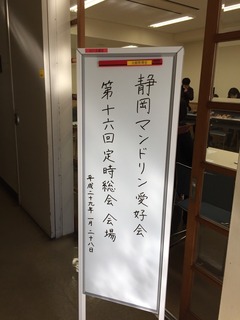 静岡マンドリン愛好会
第十六回定時総会会場
平成二十九年一月二十八日